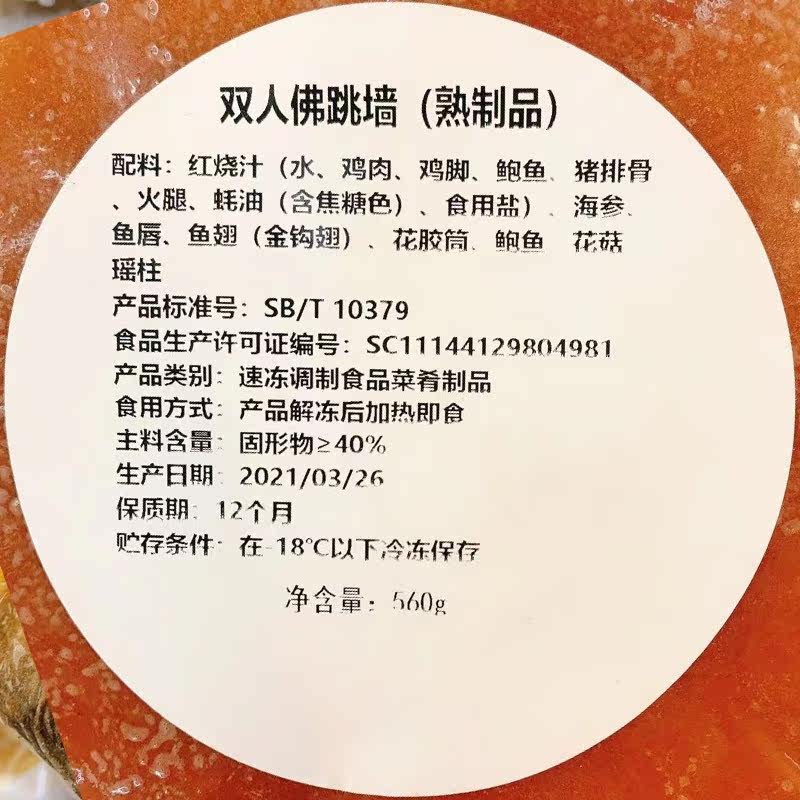 双人佛跳墙（熟制品）
配料：红烧汁（水、鸡肉、鸡脚、鲍鱼、猪排骨
、火腿、蚝油（含焦糖色）、食用盐）、海参、
鱼唇、鱼翅（金钩翅）、花胶筒、鲍鱼 花菇
瑶柱
产品标准号：SB/T 10379
食品生产许可证编号：SC11144129804981
产品类别：速冻调制食品菜肴制品
食用方式：产品解冻后加热即食
主料含量：固形物≥40%
生产日期：2021/03/26
保质期：12个月
贮存条件：在-18°C以下冷冻保存
净含量：560g